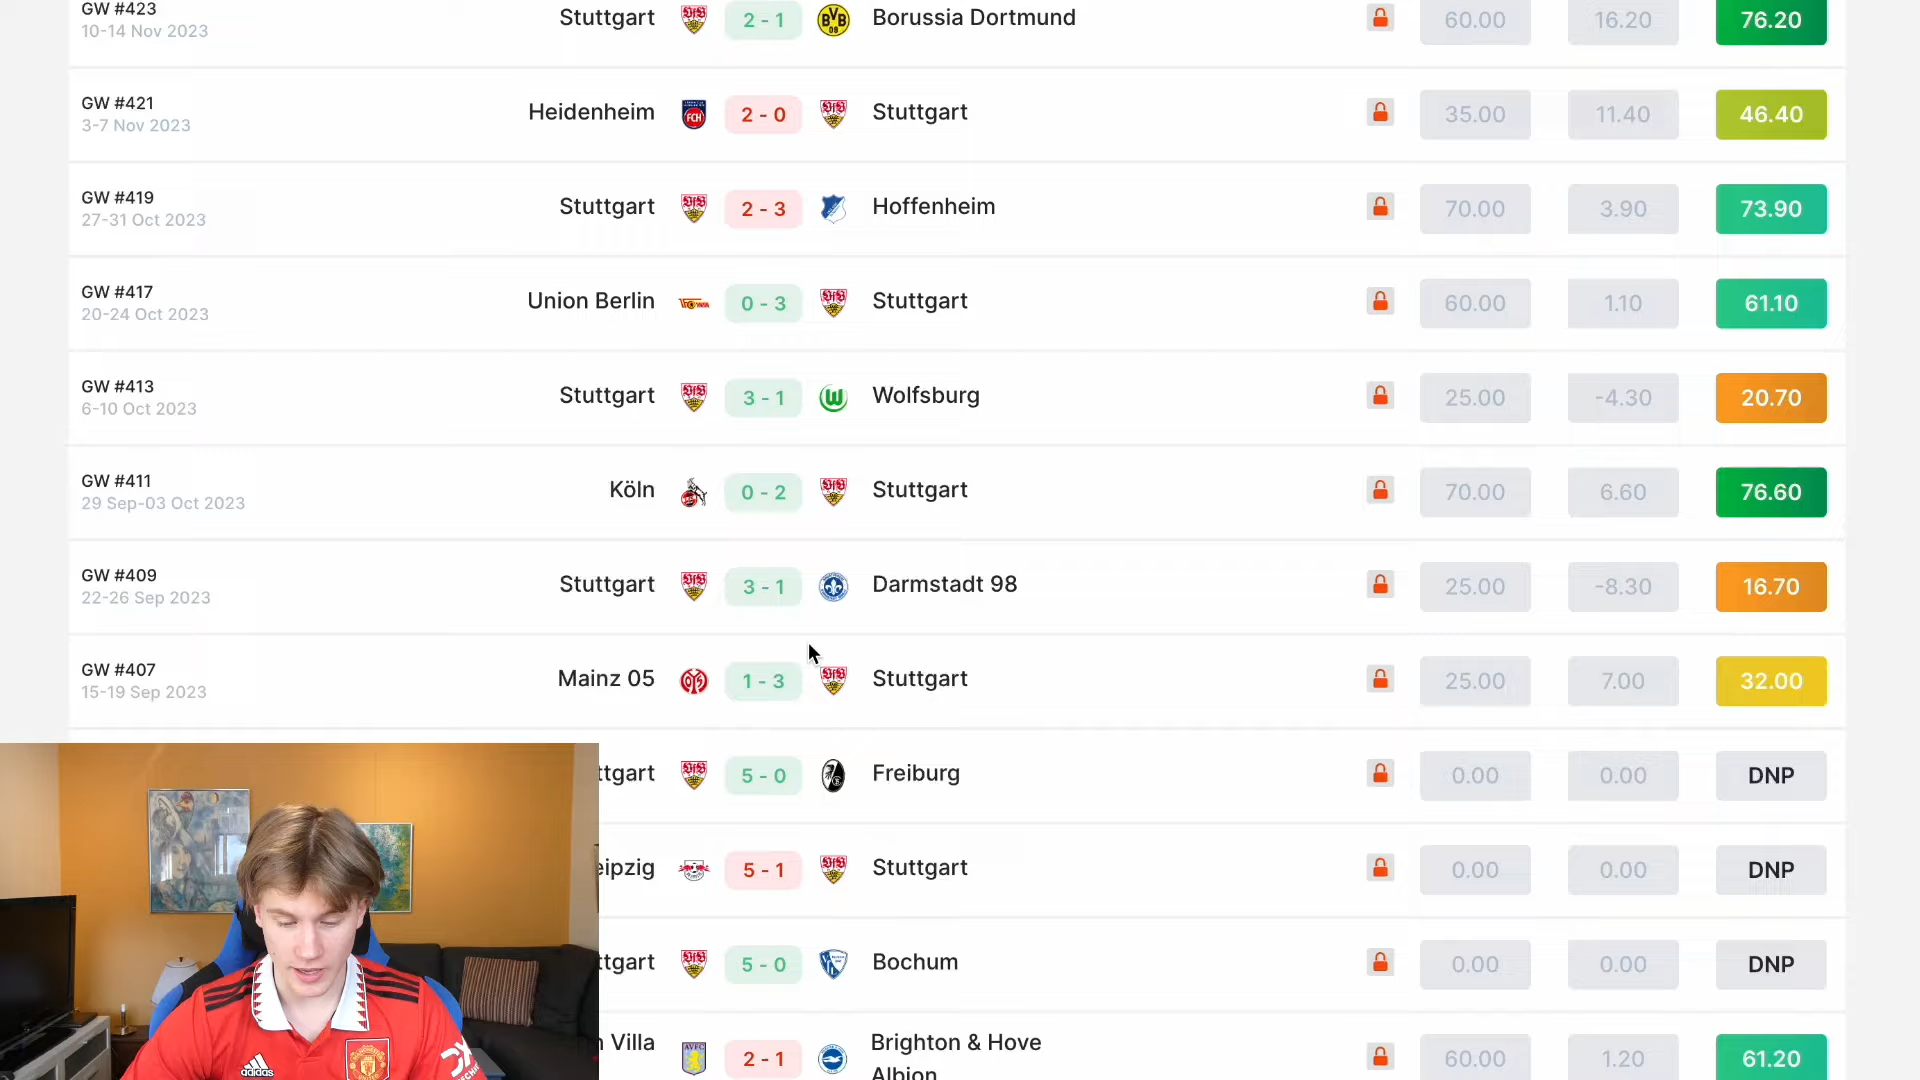 GW #423
10-14 Nov 2023
Stuttgart 2 - 1 Borussia Dortmund 60.00 16.20 76.20
GW #421
3-7 Nov 2023
Heidenheim 2 - 0 Stuttgart 35.00 11.40 46.40
GW #419
27-31 Oct 2023
Stuttgart 2 - 3 Hoffenheim 70.00 3.90 73.90
GW #417
20-24 Oct 2023
Union Berlin 0 - 3 Stuttgart 60.00 1.10 61.10
GW #413
6-10 Oct 2023
Stuttgart 3 - 1 Wolfsburg 25.00 -4.30 20.70
GW #411
29 Sep-03 Oct 2023
Köln 0 - 2 Stuttgart 70.00 6.60 76.60
GW #409
22-26 Sep 2023
Stuttgart 3 - 1 Darmstadt 98 25.00 -8.30 16.70
GW #407
15-19 Sep 2023
Mainz 05 1 - 3 Stuttgart 25.00 7.00 32.00
ttgart 5 - 0 Freiburg 0.00 0.00 DNP
eipzig 5 - 1 Stuttgart 0.00 0.00 DNP
ttgart 5 - 0 Bochum 0.00 0.00 DNP
Villa 2 - 1 Brighton & Hove 60.00 1.20 61.20
Albion
adidas